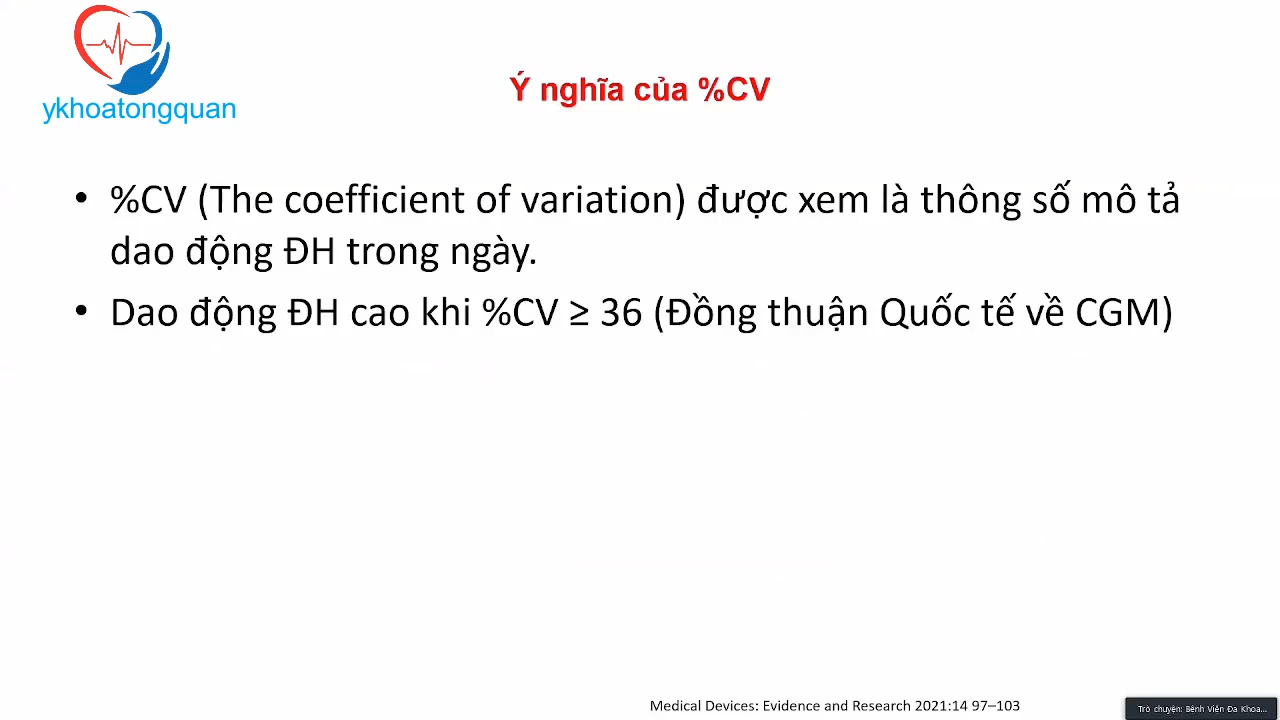 ykhoatongquan
Ý nghĩa của %CV
• %CV (The coefficient of variation) được xem là thông số mô tả
dao động ĐH trong ngày.
• Dao động ĐH cao khi %CV ≥ 36 (Đồng thuận Quốc tế về CGM)
Medical Devices: Evidence and Research 2021:14 97–103
Trò chuyện: Bệnh Viện Đa Khoa...